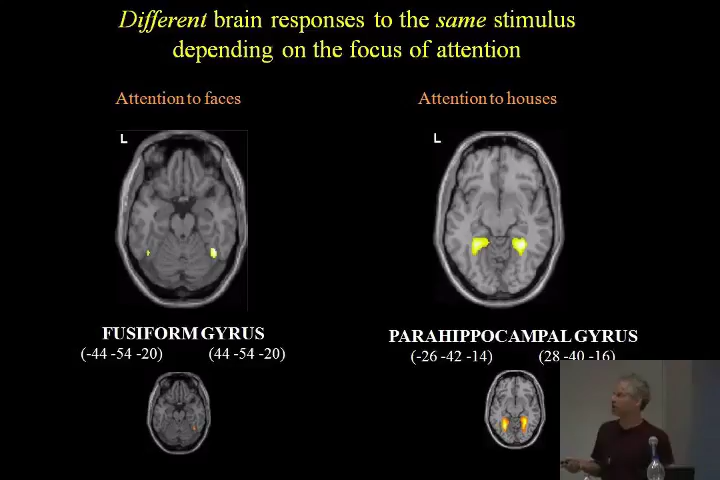 Different brain responses to the same stimulus
depending on the focus of attention
Attention to faces
Attention to houses
L
L
FUSIFORM GYRUS
(-44 -54 -20) (44 -54 -20)
PARAHIPPOCAMPAL GYRUS
(-26 -42 -14) (28 -40 -16)